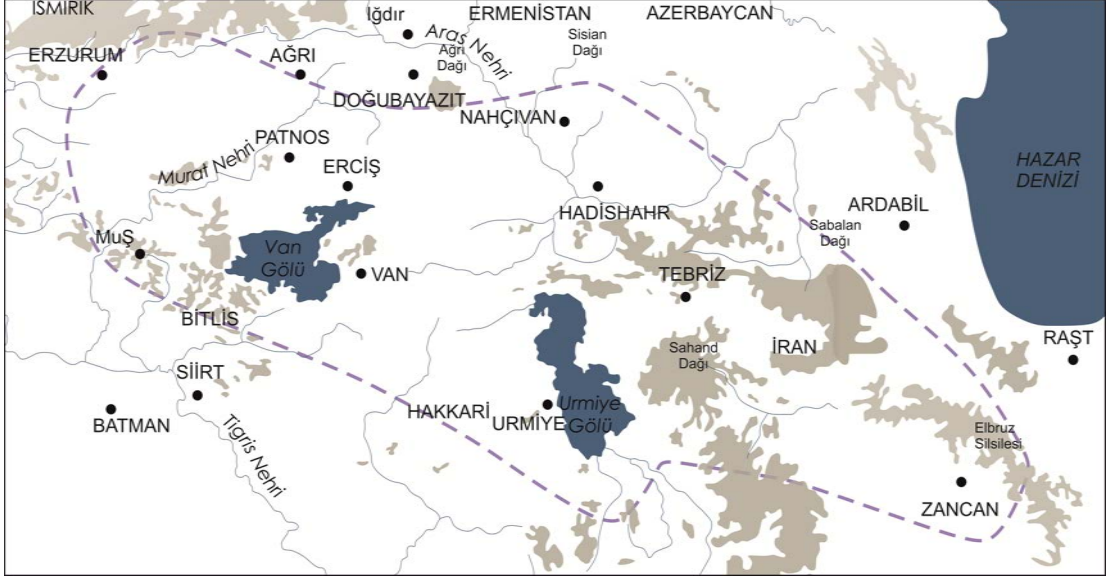 ISMIRIK
Iğdır
ERMENİSTAN
AZERBAYCAN
Aras Nehri
Sisian
Dağı
ERZURUM
AĞRI
Ağrı
Dağı
DOĞUBAYAZIT
NAHÇIVAN
PATNOS
Murat Nehri
ERCİŞ
HAZAR
DENİZİ
HADİSHAHR
ARDABİL
Sabalan
Dağı
MuŞ
Van
Gölü
VAN
TEBRİZ
BİTLİS
RAŞT
Sahand
Dağı
İRAN
SİİRT
BATMAN
Tigris Nehri
HAKKARİ
URMİYE
Urmiye
Gölü
Elbruz
Silsilesi
ZANCAN